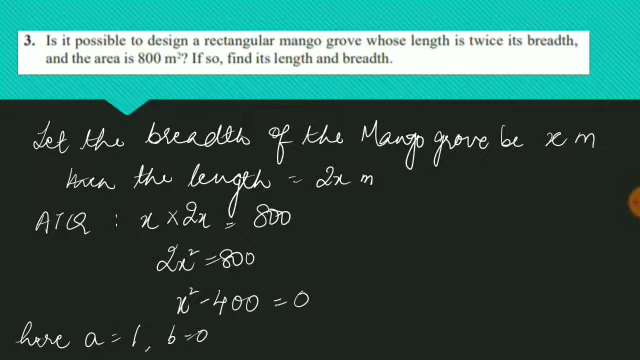 3. Is it possible to design a rectangular mango grove whose length is twice its breadth,
and the area is 800 m²? If so, find its length and breadth.
Let the breadth of the Mango grove be x m
then the length = 2x m
ATQ : x × 2x = 800
2x² = 800
x² - 400 = 0
here a = 1, b = 0